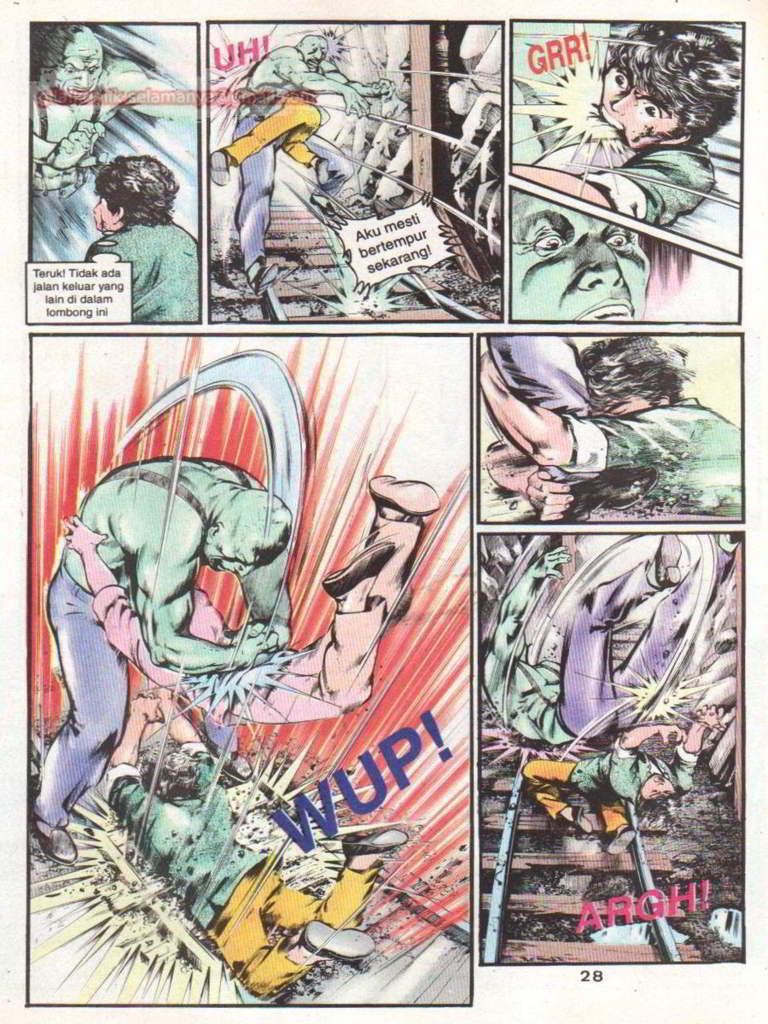 Teruk! Tidak ada
jalan keluar yang
lain di dalam
lombong ini
UH!
Aku mesti
bertempur
sekarang!
GRR!
WUP!
ARGH!
28